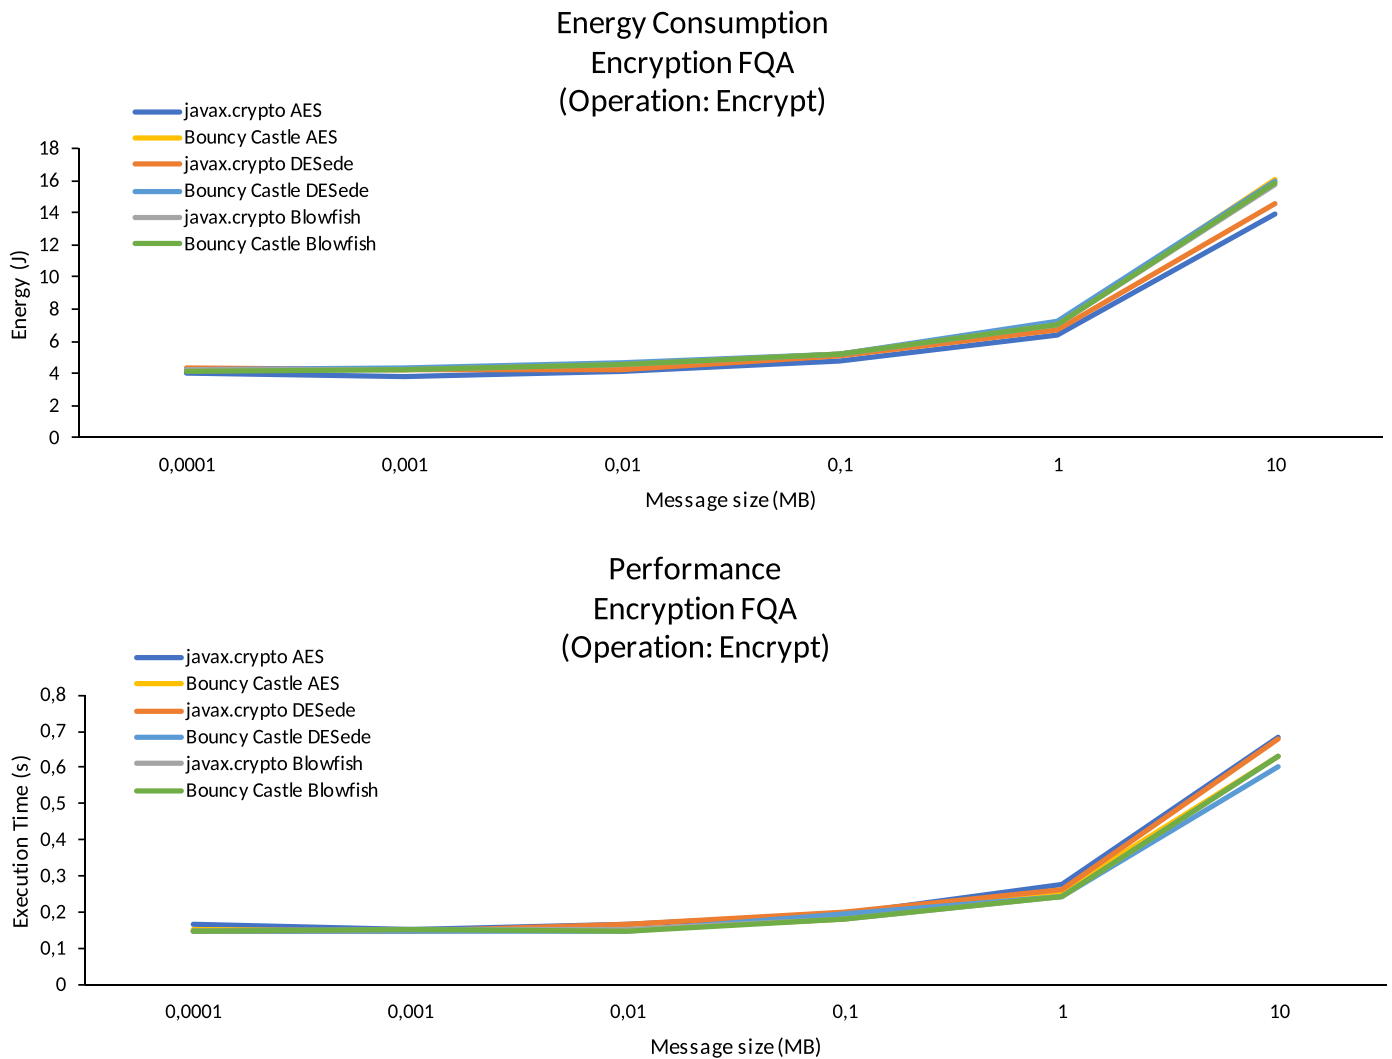 Energy Consumption
Encryption FQA
(Operation: Encrypt)
javax.crypto AES
Bouncy Castle AES
javax.crypto DESede
Bouncy Castle DESede
javax.crypto Blowfish
Bouncy Castle Blowfish
18
16
14
12
10
8
6
4
2
0
Energy (J)
0,0001 0,001 0,01 0,1 1 10
Message size (MB)
Performance
Encryption FQA
(Operation: Encrypt)
javax.crypto AES
Bouncy Castle AES
javax.crypto DESede
Bouncy Castle DESede
javax.crypto Blowfish
Bouncy Castle Blowfish
0,8
0,7
0,6
0,5
0,4
0,3
0,2
0,1
0
Execution Time (s)
0,0001 0,001 0,01 0,1 1 10
Message size (MB)